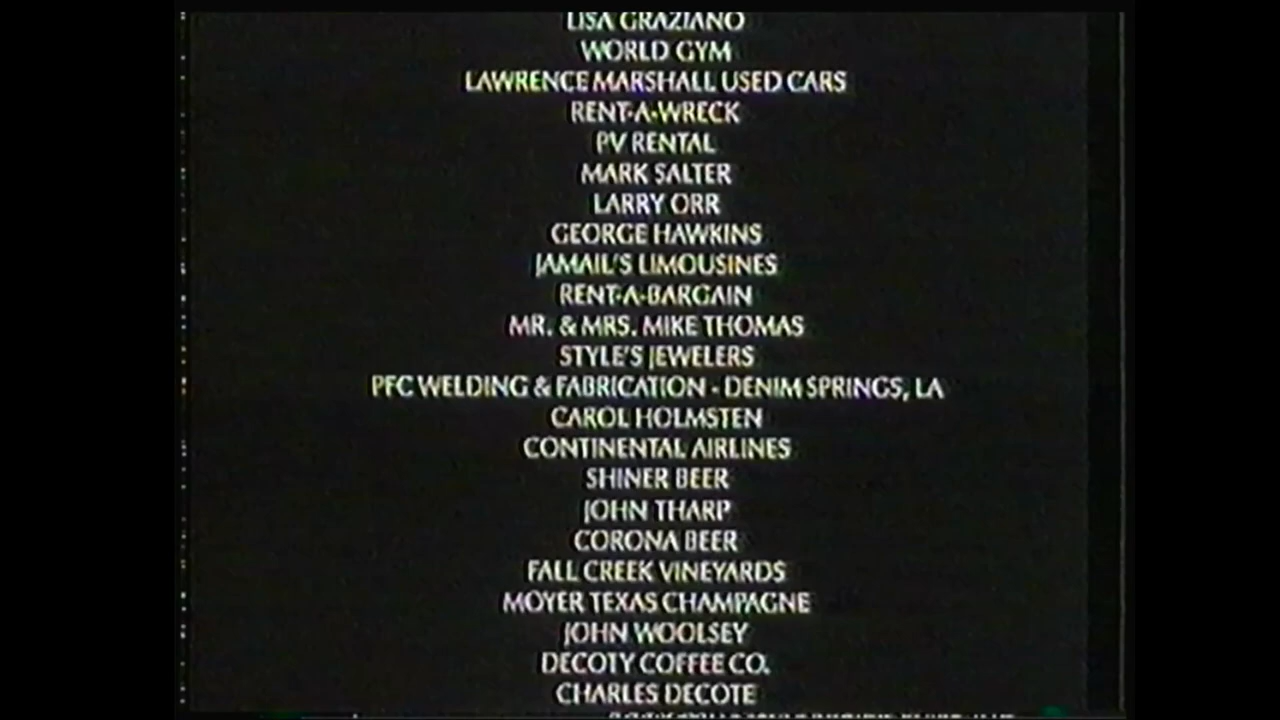 LISA GRAZIANO
WORLD GYM
LAWRENCE MARSHALL USED CARS
RENT-A-WRECK
PV RENTAL
MARK SALTER
LARRY ORR
GEORGE HAWKINS
JAMAIL'S LIMOUSINES
RENT-A-BARGAIN
MR. & MRS. MIKE THOMAS
STYLE'S JEWELERS
PFC WELDING & FABRICATION - DENIM SPRINGS, LA
CAROL HOLMSTEN
CONTINENTAL AIRLINES
SHINER BEER
JOHN THARP
CORONA BEER
FALL CREEK VINEYARDS
MOYER TEXAS CHAMPAGNE
JOHN WOOLSEY
DECOTY COFFEE CO.
CHARLES DECOTE